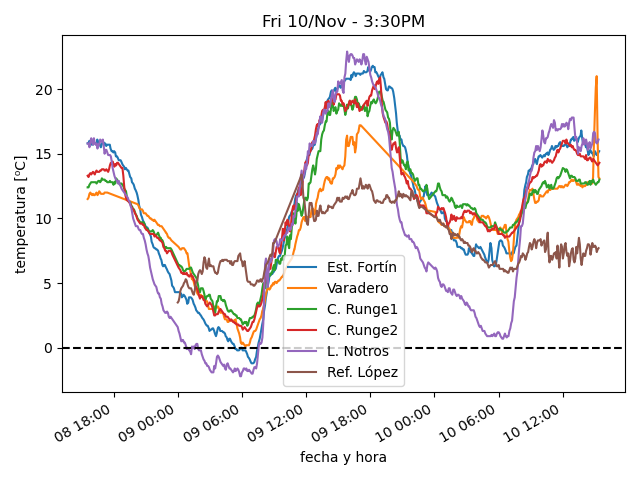 Fri 10/Nov - 3:30PM
temperatura [ºC]
20
15
10
5
0
Est. Fortín
Varadero
C. Runge1
C. Runge2
L. Notros
Ref. López
08 18:00
09 00:00
09 06:00
09 12:00
09 18:00
10 00:00
10 06:00
10 12:00
fecha y hora